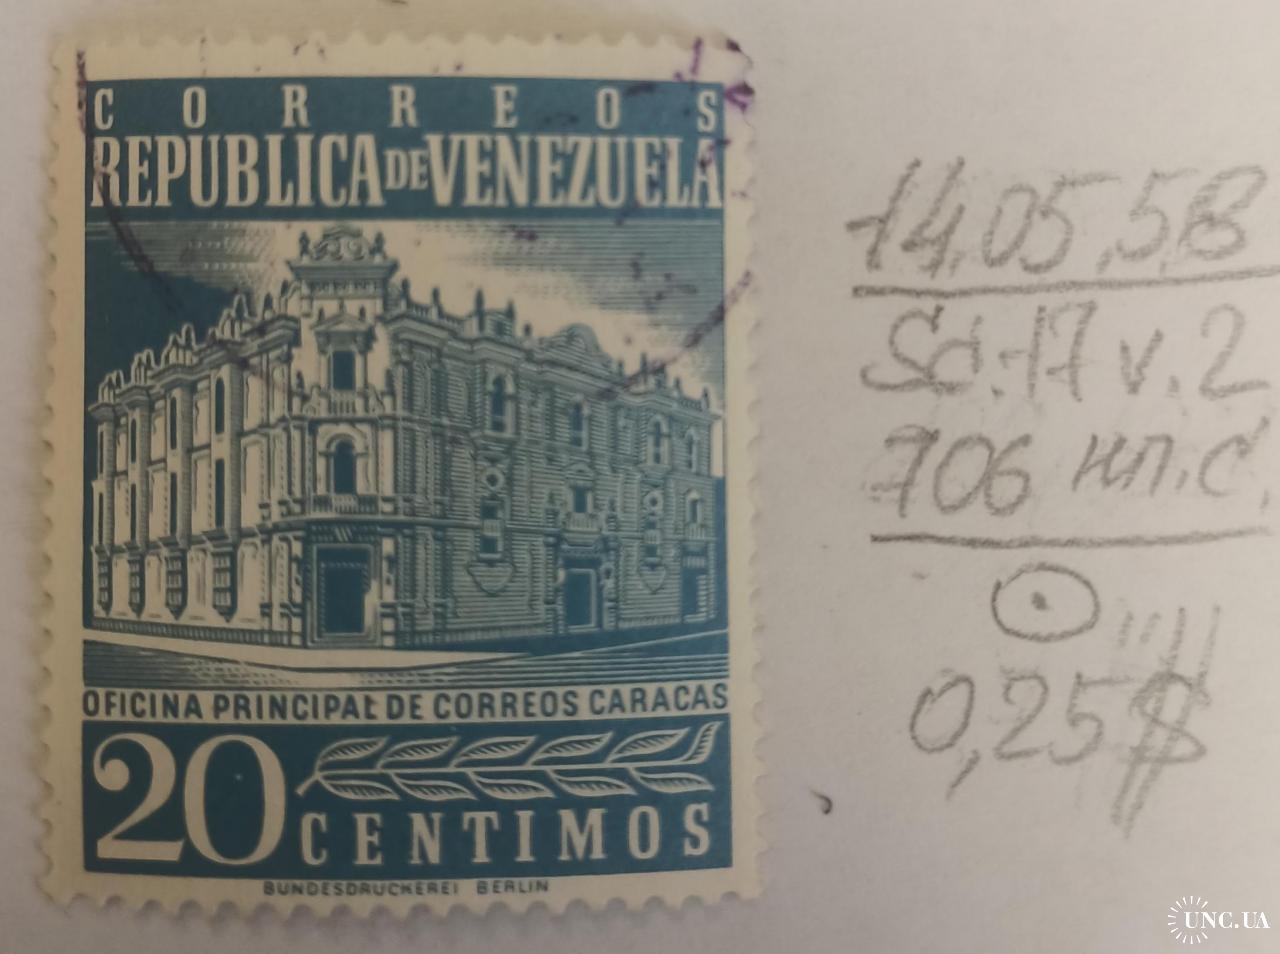 CORREOS
REPUBLICA DE VENEZUELA
OFICINA PRINCIPAL DE CORREOS CARACAS
20 CENTIMOS
BUNDESDRUCKEREI BERLIN
14,05,58
Sc.17 v.2
706 нп.с.
0,25$
UNC.UA